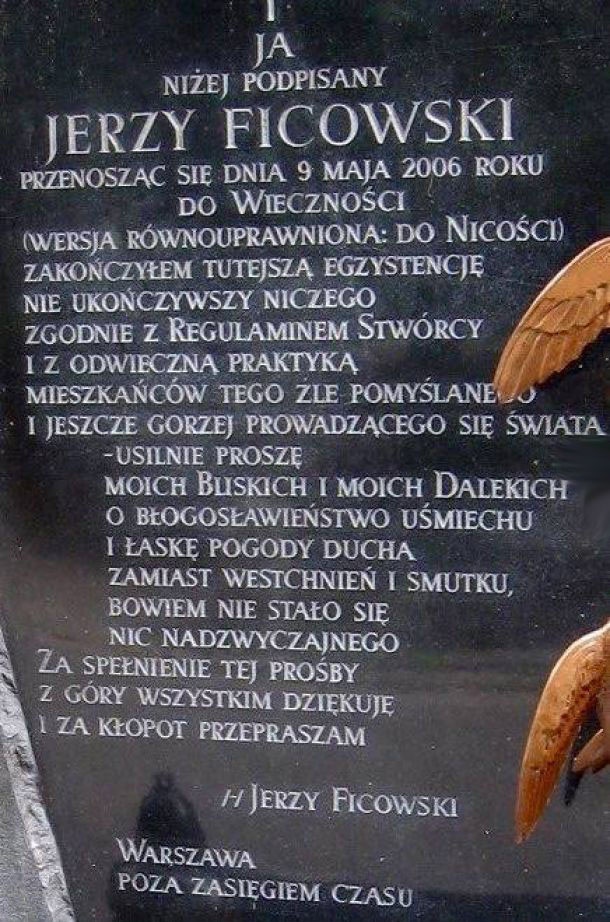 I
JA
NIŻEJ PODPISANY
JERZY FICOWSKI
PRZENOSZĄC SIĘ DNIA 9 MAJA 2006 ROKU
DO WIECZNOŚCI
(WERSJA RÓWNOUPRAWNIONA: DO NICOŚCI)
ZAKOŃCZYŁEM TUTEJSZĄ EGZYSTENCJĘ
NIE UKOŃCZYWSZY NICZEGO
ZGODNIE Z REGULAMINEM STWÓRCY
I Z ODWIECZNĄ PRAKTYKĄ
MIESZKAŃCÓW TEGO ŹLE POMYŚLANEGO
I JESZCZE GORZEJ PROWADZĄCEGO SIĘ ŚWIATA
-USILNIE PROSZĘ
MOICH BLISKICH I MOICH DALEKICH
O BŁOGOSŁAWIEŃSTWO UŚMIECHU
I ŁASKĘ POGODY DUCHA
ZAMIAST WESTCHNIEŃ I SMUTKU,
BOWIEM NIE STAŁO SIĘ
NIC NADZWYCZAJNEGO
ZA SPEŁNIENIE TEJ PROŚBY
Z GÓRY WSZYSTKIM DZIĘKUJĘ
I ZA KŁOPOT PRZEPRASZAM
/-/ JERZY FICOWSKI
WARSZAWA
POZA ZASIĘGIEM CZASU